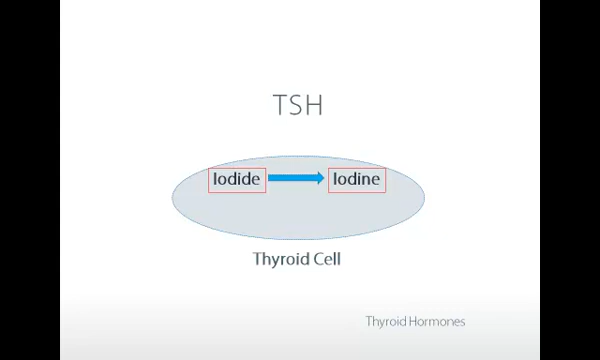 TSH
Iodide Iodine
Thyroid Cell
Thyroid Hormones